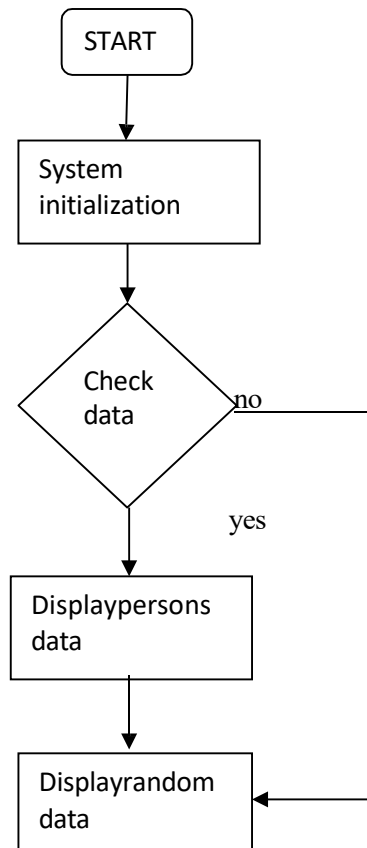 START
System
initialization
Check
data
no
yes
Displaypersons
data
Displayrandom
data